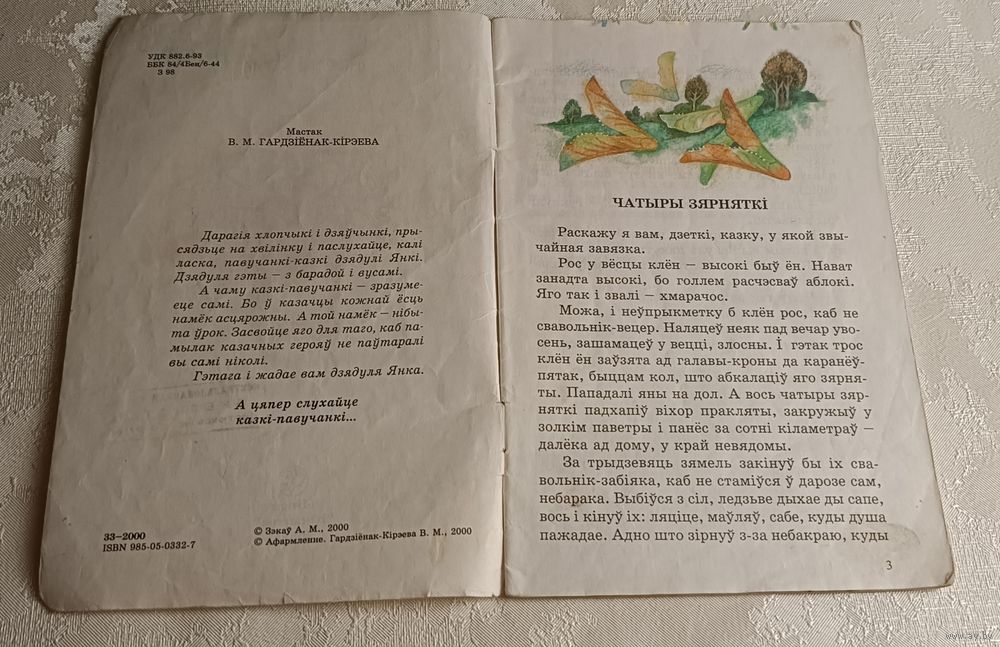 УДК 882.6-93
ББК 84/4Беи/6-44
З 98
Мастак
В. М. ГАРДЗІЁНАК-КІРЭЕВА
Дарагія хлопчыкі і дзяўчынкі, пры-
сядзьце на хвілінку і паслухайце, калі
ласка, павучанкі-казкі дзядулі Янкі.
Дзядуля гэты — з барадой і вусамі.
А чаму казкі-павучанкі — зразуме-
еце самі. Бо ў казачцы кожнай ёсць
намёк асцярожны. А той намёк — нібы-
та ўрок. Засвойце яго для таго, каб па-
мылак казачных герояў не паўтаралі
вы самі ніколі.
Гэтага і жадае вам дзядуля Янка.
А цяпер слухайце
казкі-павучанкі...
33—2000
ISBN 985-05-0332-7
© Зэкаў А. М., 2000
© Афармленне. Гардзіёнак-Кірэева В. М., 2000
ЧАТЫРЫ ЗЯРНЯТКІ
Раскажу я вам, дзеткі, казку, у якой звы-
чайная завязка.
Рос у вёсцы клён — высокі быў ён. Нават
занадта высокі, бо голлем расчэсваў аблокі.
Яго так і звалі — хмарачос.
Можа, і неўпрыкметку б клён рос, каб не
свавольнік-вецер. Наляцеў неяк пад вечар уво-
сень, зашамацеў у вецці, злосны. І гэтак трос
клён ён заўзята ад галавы-кроны да каранёў-
пятак, быццам кол, што абкалаціў яго зярня-
ты. Пападалі яны на дол. А вось чатыры зяр-
няткі падхапіў віхор пракляты, закружыў у
золкім паветры і панёс за сотні кіламетраў —
далёка ад дому, у край невядомы.
За трыдзевяць зямель закінуў бы іх сва-
вольнік-забіяка, каб не стаміўся ў дарозе сам,
небарака. Выбіўся з сіл, ледзьве дыхае ды сапе,
вось і кінуў іх: ляціце, маўляў, сабе, куды душа
пажадае. Адно што зірнуў з-за небакраю, куды
3
www.ay.by